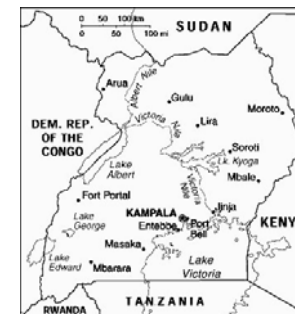 0 50 100 km
0 50 100 mi
SUDAN
Arua
Albert Nile
Gulu
Moroto
Victoria Nile
Lira
DEM. REP.
OF THE
CONGO
Soroti
Lk. Kyoga
Lake
Albert
Mbale
Victoria Nile
Fort Portal
Lake
George
KAMPALA
Jinja
Entebbe
Port
Bell
KENY
Masaka
Lake
Edward
Mbarara
Lake
Victoria
RWANDA
TANZANIA